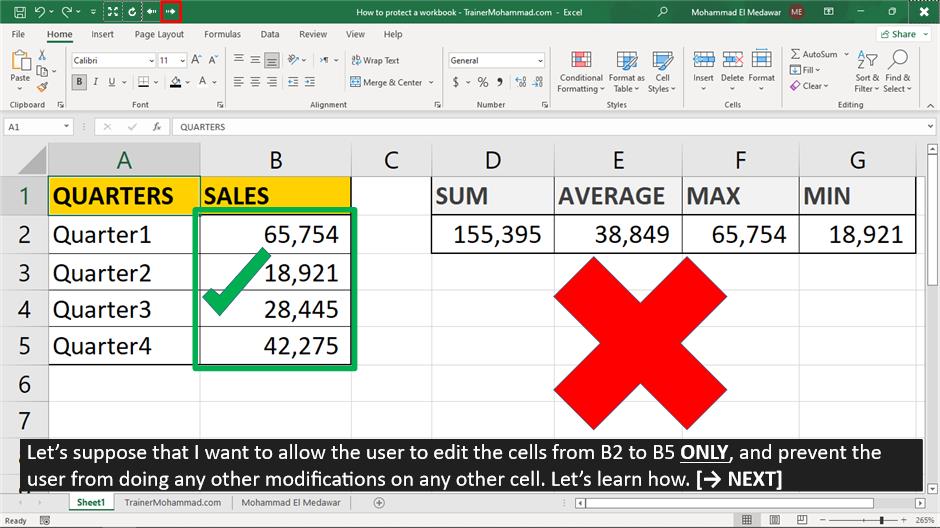 How to protect a workbook - TrainerMohammad.com - Excel
Mohammad El Medawar ME
File Home Insert Page Layout Formulas Data Review View Help Share
Calibri 11 A^ A˅ Wrap Text General AutoSum
Paste B I U A Merge & Center $ % 9 Conditional Formatting Format as Table Cell Styles Insert Delete Format Fill Clear Sort & Filter Find & Select
Clipboard Font Alignment Number Styles Cells Editing
A1 fx QUARTERS
A B C D E F G
1 QUARTERS SALES SUM AVERAGE MAX MIN
2 Quarter1 65,754 155,395 38,849 65,754 18,921
3 Quarter2 18,921
4 Quarter3 28,445
5 Quarter4 42,275
6
7
Let's suppose that I want to allow the user to edit the cells from B2 to B5 ONLY, and prevent the
user from doing any other modifications on any other cell. Let's learn how. [→ NEXT]
Sheet1 TrainerMohammad.com Mohammad El Medawar
Ready 265%